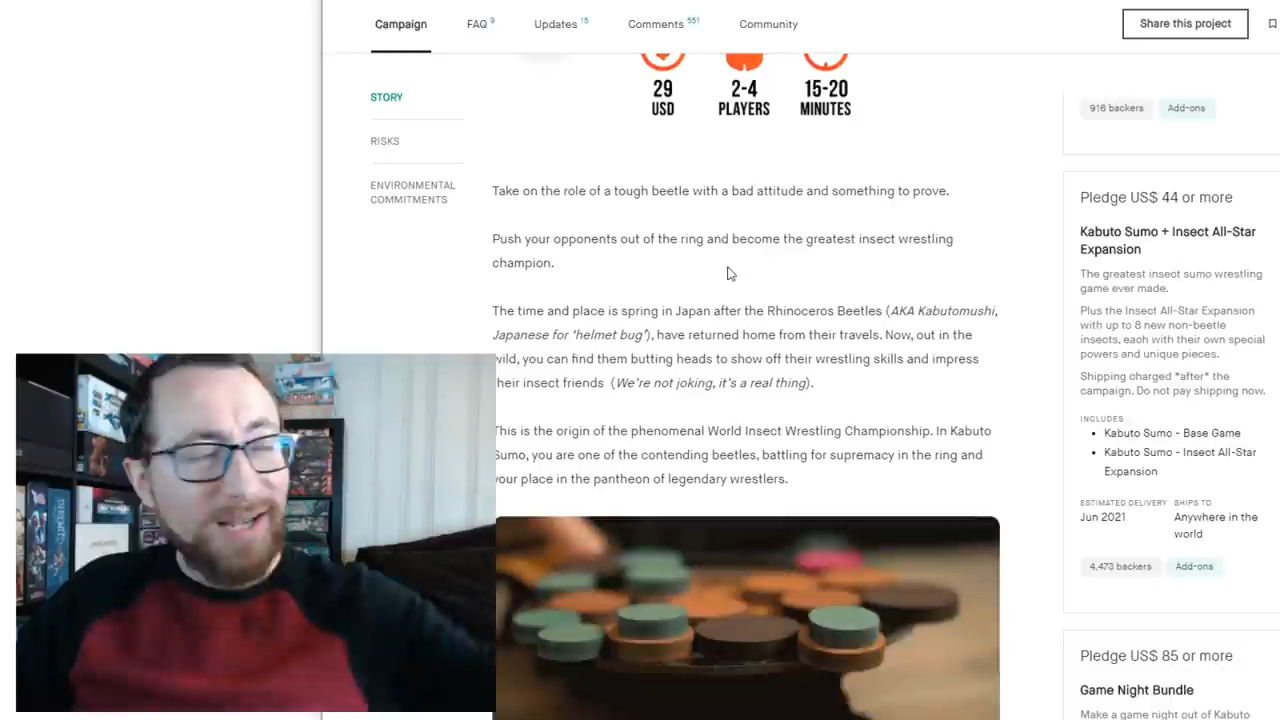 Campaign
FAQ 9
Updates 15
Comments 551
Community
Share this project
STORY
RISKS
ENVIRONMENTAL
COMMITMENTS
29
USD
2-4
PLAYERS
15-20
MINUTES
Take on the role of a tough beetle with a bad attitude and something to prove.
Push your opponents out of the ring and become the greatest insect wrestling
champion.
The time and place is spring in Japan after the Rhinoceros Beetles (AKA Kabutomushi,
Japanese for 'helmet bug'), have returned home from their travels. Now, out in the
wild, you can find them butting heads to show off their wrestling skills and impress
their insect friends (We're not joking, it's a real thing).
This is the origin of the phenomenal World Insect Wrestling Championship. In Kabuto
Sumo, you are one of the contending beetles, battling for supremacy in the ring and
your place in the pantheon of legendary wrestlers.
916 backers
Add-ons
Pledge US$ 44 or more
Kabuto Sumo + Insect All-Star
Expansion
The greatest insect sumo wrestling
game ever made.
Plus the Insect All-Star Expansion
with up to 8 new non-beetle
insects, each with their own special
powers and unique pieces.
Shipping charged *after* the
campaign. Do not pay shipping now.
INCLUDES
Kabuto Sumo - Base Game
Kabuto Sumo - Insect All-Star
Expansion
ESTIMATED DELIVERY
Jun 2021
SHIPS TO
Anywhere in the
world
4,473 backers
Add-ons
Pledge US$ 85 or more
Game Night Bundle
Make a game night out of Kabuto